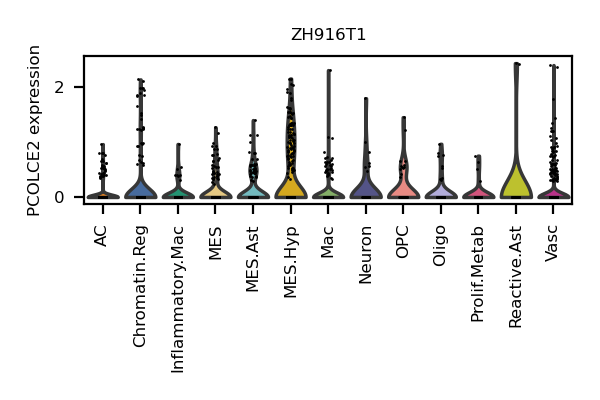 ZH916T1
PCOLCE2 expression
2
0
AC
Chromatin.Reg
Inflammatory.Mac
MES
MES.Ast
MES.Hyp
Mac
Neuron
OPC
Oligo
Prolif.Metab
Reactive.Ast
Vasc